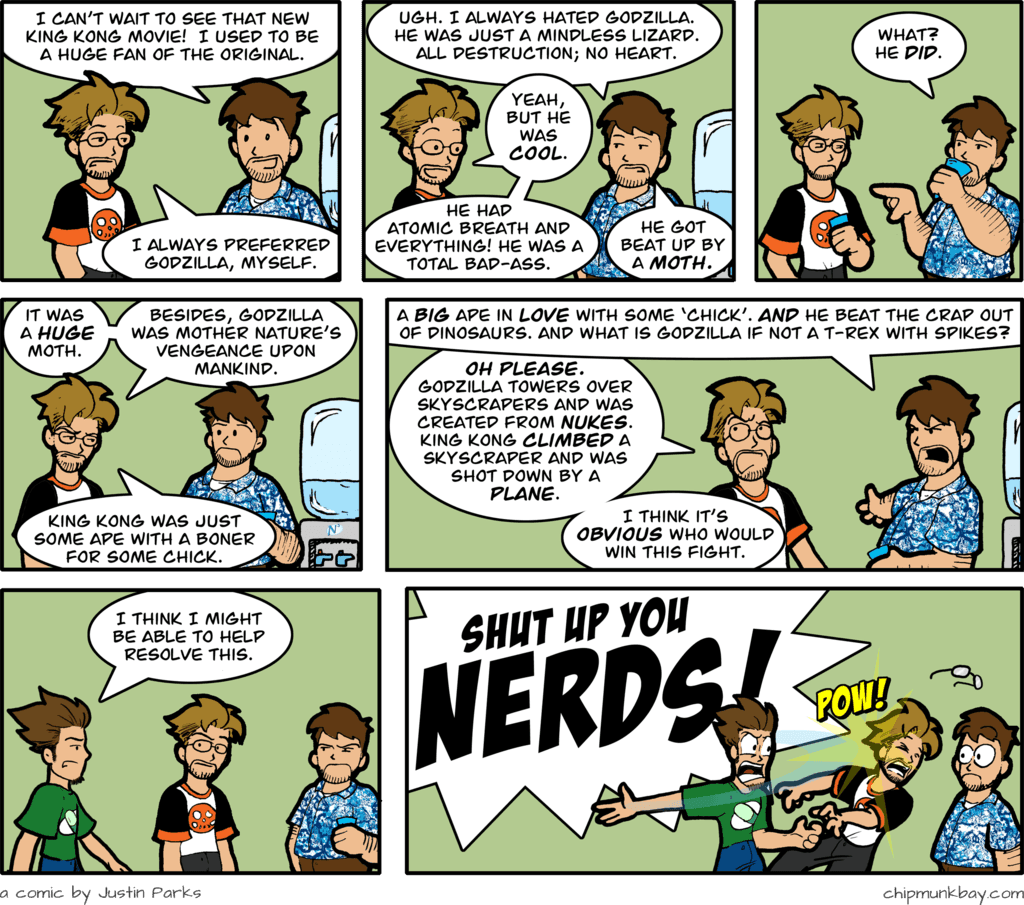 I CAN'T WAIT TO SEE THAT NEW
KING KONG MOVIE! I USED TO BE
A HUGE FAN OF THE ORIGINAL.
I ALWAYS PREFERRED
GODZILLA, MYSELF.
UGH. I ALWAYS HATED GODZILLA.
HE WAS JUST A MINDLESS LIZARD.
ALL DESTRUCTION; NO HEART.
YEAH,
BUT HE
WAS
COOL.
HE HAD
ATOMIC BREATH AND
EVERYTHING! HE WAS A
TOTAL BAD-ASS.
HE GOT
BEAT UP BY
A MOTH.
WHAT?
HE DID.
IT WAS
A HUGE
MOTH.
BESIDES, GODZILLA
WAS MOTHER NATURE'S
VENGEANCE UPON
MANKIND.
KING KONG WAS JUST
SOME APE WITH A BONER
FOR SOME CHICK.
N
A BIG APE IN LOVE WITH SOME 'CHICK'. AND HE BEAT THE CRAP OUT
OF DINOSAURS. AND WHAT IS GODZILLA IF NOT A T-REX WITH SPIKES?
OH PLEASE.
GODZILLA TOWERS OVER
SKYSCRAPERS AND WAS
CREATED FROM NUKES.
KING KONG CLIMBED A
SKYSCRAPER AND WAS
SHOT DOWN BY A
PLANE.
I THINK IT'S
OBVIOUS WHO WOULD
WIN THIS FIGHT.
I THINK I MIGHT
BE ABLE TO HELP
RESOLVE THIS.
SHUT UP YOU
NERDS!
POW!
a comic by Justin Parks
chipmunkbay.com